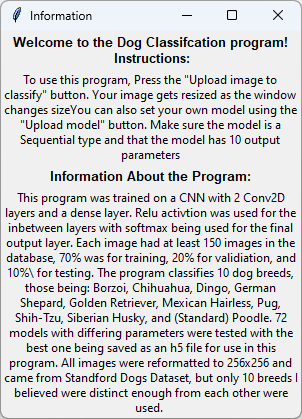 Information
Welcome to the Dog Classifcation program!
Instructions:
To use this program, Press the "Upload image to
classify" button. Your image gets resized as the window
changes sizeYou can also set your own model using the
"Upload model" button. Make sure the model is a
Sequential type and that the model has 10 output
parameters
Information About the Program:
This program was trained on a CNN with 2 Conv2D
layers and a dense layer. Relu activtion was used for the
inbetween layers with softmax being used for the final
output layer. Each image had at least 150 images in the
database, 70% was for training, 20% for validiation, and
10%\ for testing. The program classifies 10 dog breeds,
those being: Borzoi, Chihuahua, Dingo, German
Shepard, Golden Retriever, Mexican Hairless, Pug,
Shih-Tzu, Siberian Husky, and (Standard) Poodle. 72
models with differing parameters were tested with the
best one being saved as an h5 file for use in this
program. All images were reformatted to 256x256 and
came from Standford Dogs Dataset, but only 10 breeds I
believed were distinct enough from each other were
used.